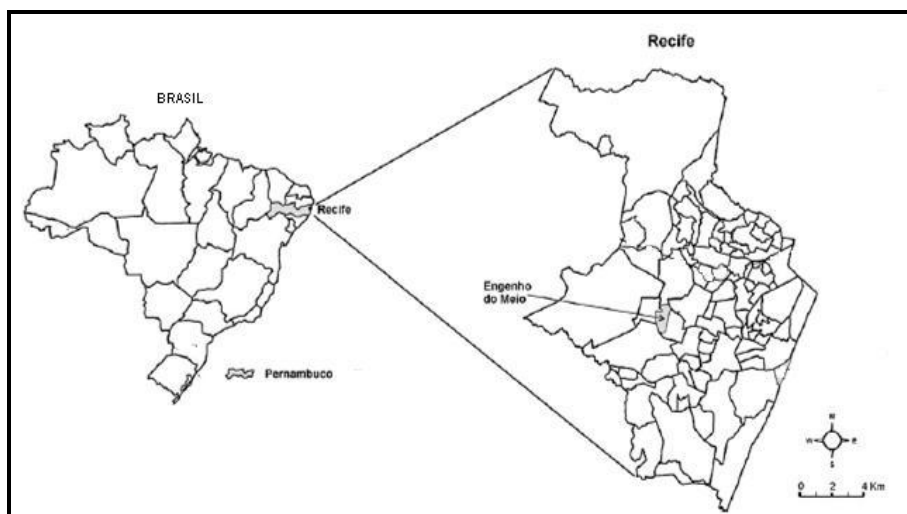 BRASIL
Recife
Pernambuco
Recife
Engenho
do Meio
N
W
e
S
0 2 4 Km